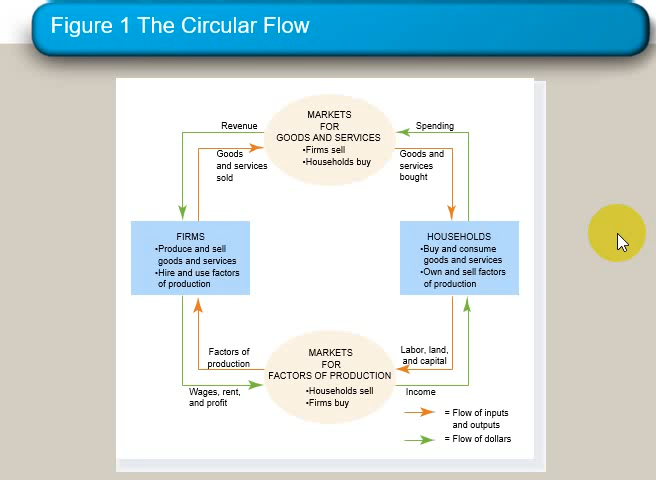 Figure 1 The Circular Flow
MARKETS
FOR
GOODS AND SERVICES
•Firms sell
•Households buy
Revenue
Spending
Goods
and services
sold
Goods and
services
bought
FIRMS
•Produce and sell
goods and services
•Hire and use factors
of production
HOUSEHOLDS
•Buy and consume
goods and services
•Own and sell factors
of production
Factors of
production
Labor, land,
and capital
MARKETS
FOR
FACTORS OF PRODUCTION
•Households sell
•Firms buy
Wages, rent,
and profit
Income
= Flow of inputs
and outputs
= Flow of dollars